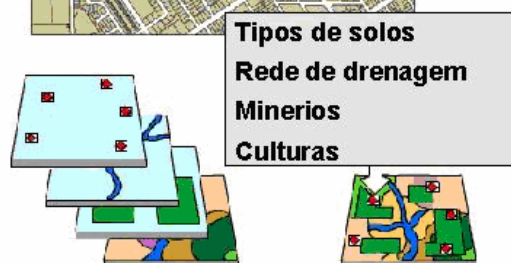 Tipos de solos
Rede de drenagem
Minerios
Culturas